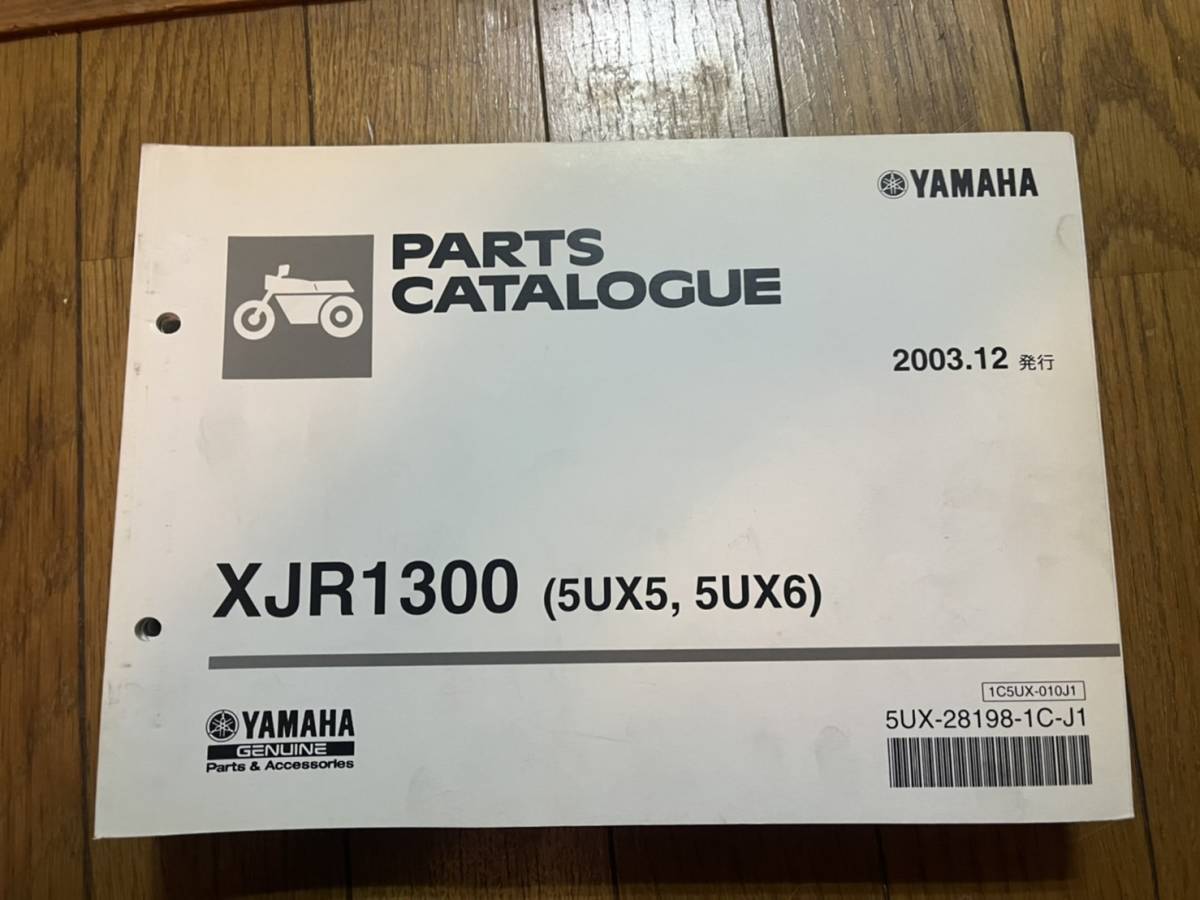 YAMAHA
PARTS
CATALOGUE
2003.12 発行
XJR1300 (5UX5, 5UX6)
1C5UX-010J1
5UX-28198-1C-J1
YAMAHA
GENUINE
Parts & Accessories